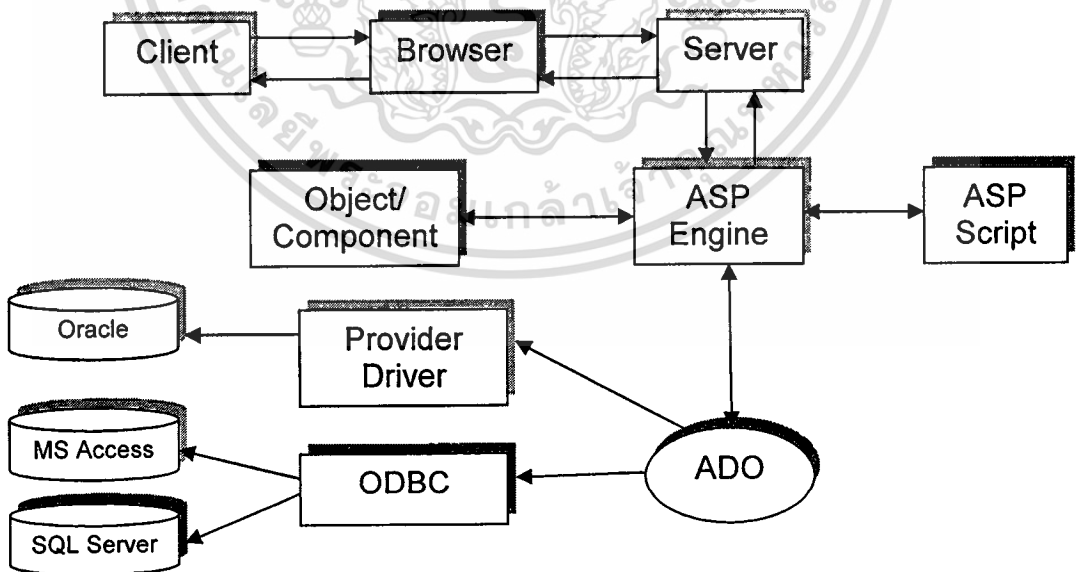 Client
Browser
Server
Object/
Component
ASP
Engine
ASP
Script
Oracle
Provider
Driver
MS Access
ODBC
ADO
SQL Server